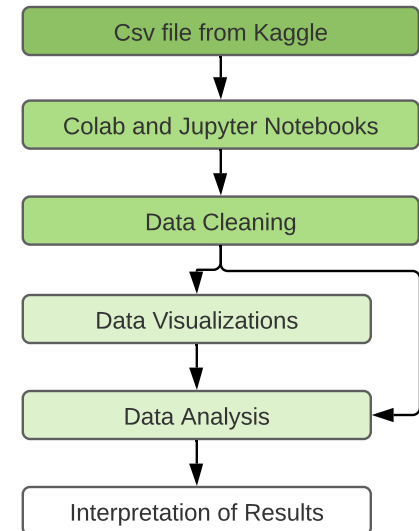 Csv file from Kaggle
Colab and Jupyter Notebooks
Data Cleaning
Data Visualizations
Data Analysis
Interpretation of Results